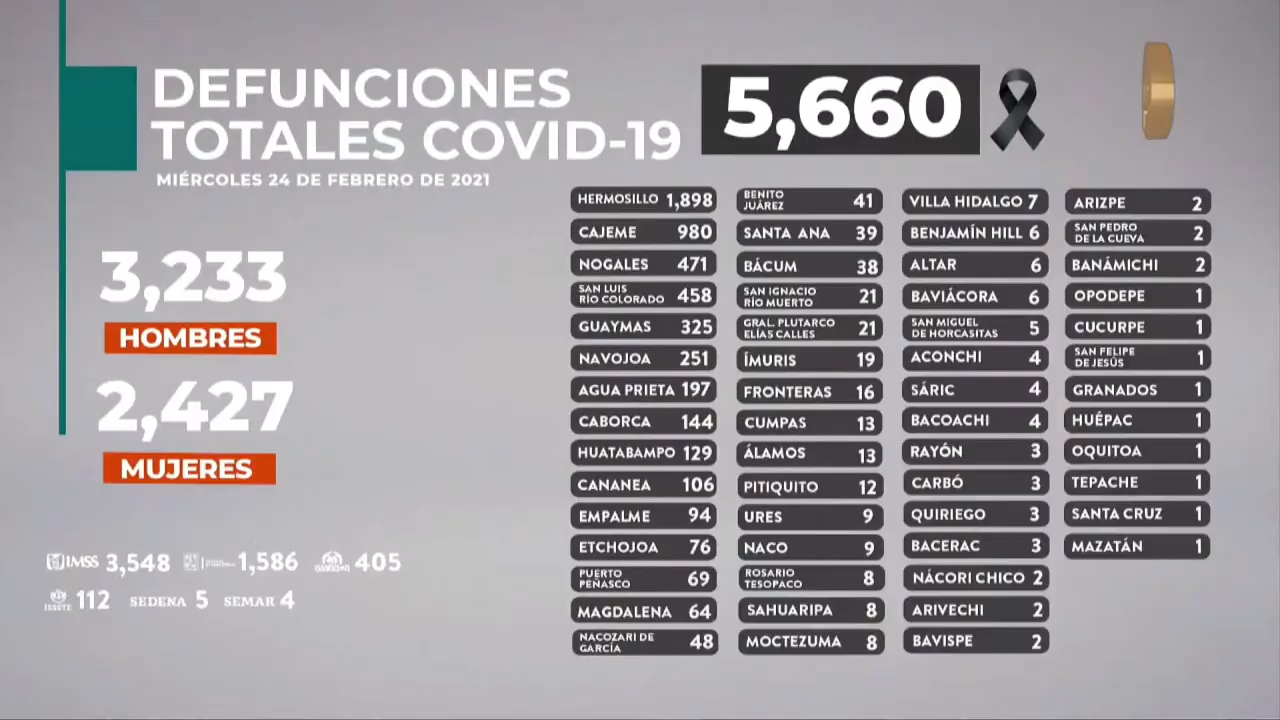 DEFUNCIONES
TOTALES COVID-19
5,660
MIÉRCOLES 24 DE FEBRERO DE 2021
3,233
HOMBRES
2,427
MUJERES
IMSS 3,548
1,586
405
ISSSTE 112
SEDENA 5
SEMAR 4
HERMOSILLO 1,898
CAJEME 980
NOGALES 471
SAN LUIS
RÍO COLORADO 458
GUAYMAS 325
NAVOJOA 251
AGUA PRIETA 197
CABORCA 144
HUATABAMPO 129
CANANEA 106
EMPALME 94
ETCHOJOA 76
PUERTO
PEÑASCO 69
MAGDALENA 64
NACOZARI DE
GARCÍA 48
BENITO
JUÁREZ 41
SANTA ANA 39
BÁCUM 38
SAN IGNACIO
RÍO MUERTO 21
GRAL. PLUTARCO
ELÍAS CALLES 21
ÍMURIS 19
FRONTERAS 16
CUMPAS 13
ÁLAMOS 13
PITIQUITO 12
URES 9
NACO 9
ROSARIO
TESOPACO 8
SAHUARIPA 8
MOCTEZUMA 8
VILLA HIDALGO 7
BENJAMÍN HILL 6
ALTAR 6
BAVIÁCORA 6
SAN MIGUEL
DE HORCASITAS 5
ACONCHI 4
SÁRIC 4
BACOACHI 4
RAYÓN 3
CARBÓ 3
QUIRIEGO 3
BACERAC 3
NÁCORI CHICO 2
ARIVECHI 2
BAVISPE 2
ARIZPE 2
SAN PEDRO
DE LA CUEVA 2
BANÁMICHI 2
OPODEPE 1
CUCURPE 1
SAN FELIPE
DE JESÚS 1
GRANADOS 1
HUÉPAC 1
OQUITOA 1
TEPACHE 1
SANTA CRUZ 1
MAZATÁN 1